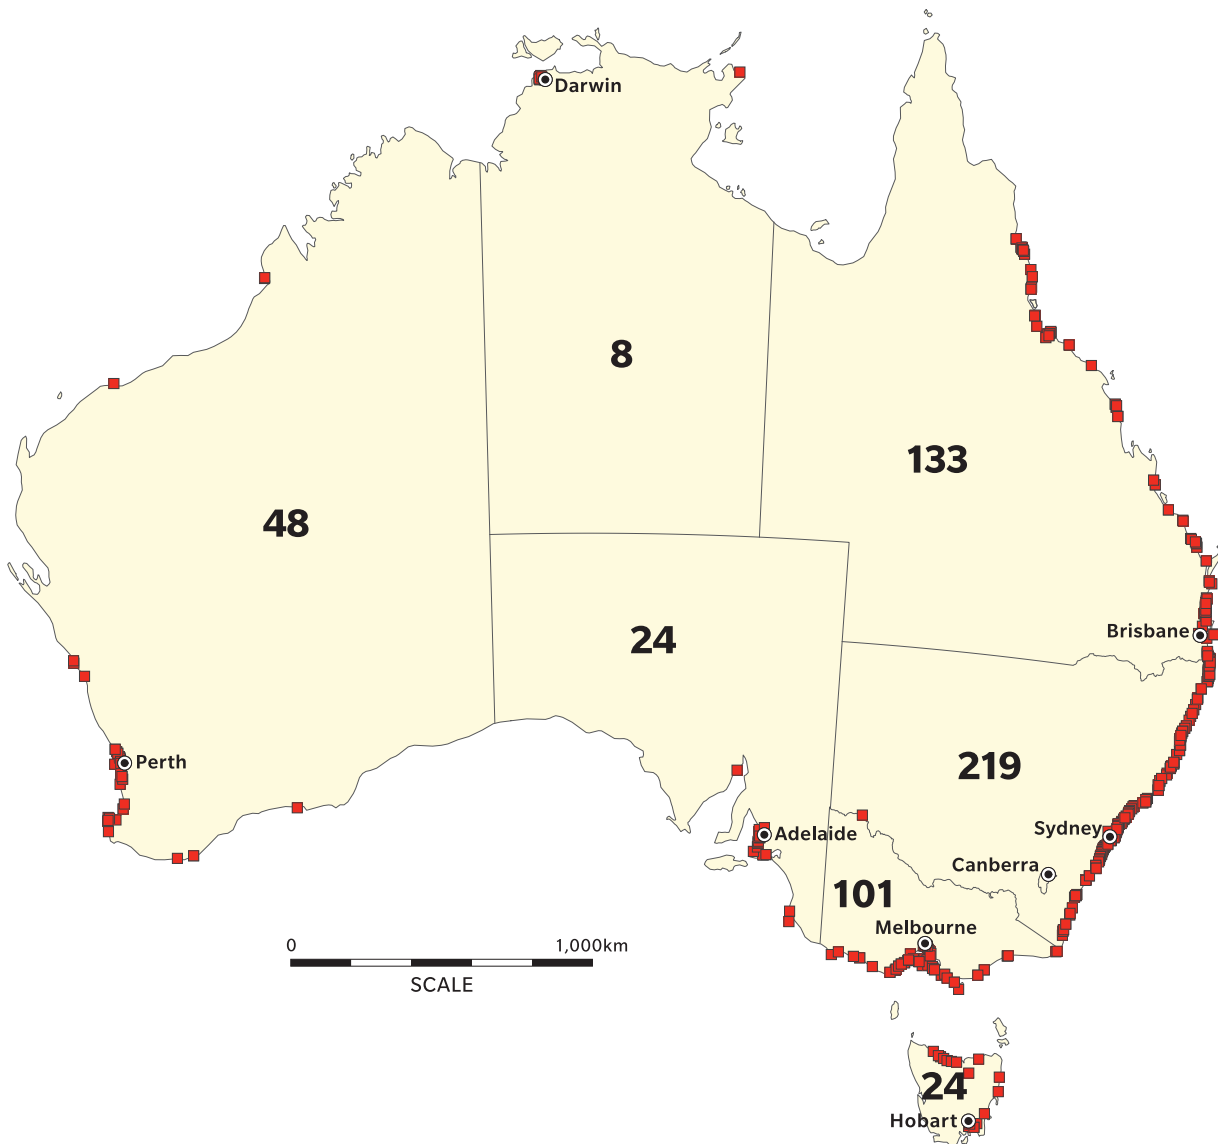 Darwin
8
133
48
24
Brisbane
Perth
219
Sydney
Adelaide
Canberra
101
Melbourne
0 1,000km
SCALE
24
Hobart